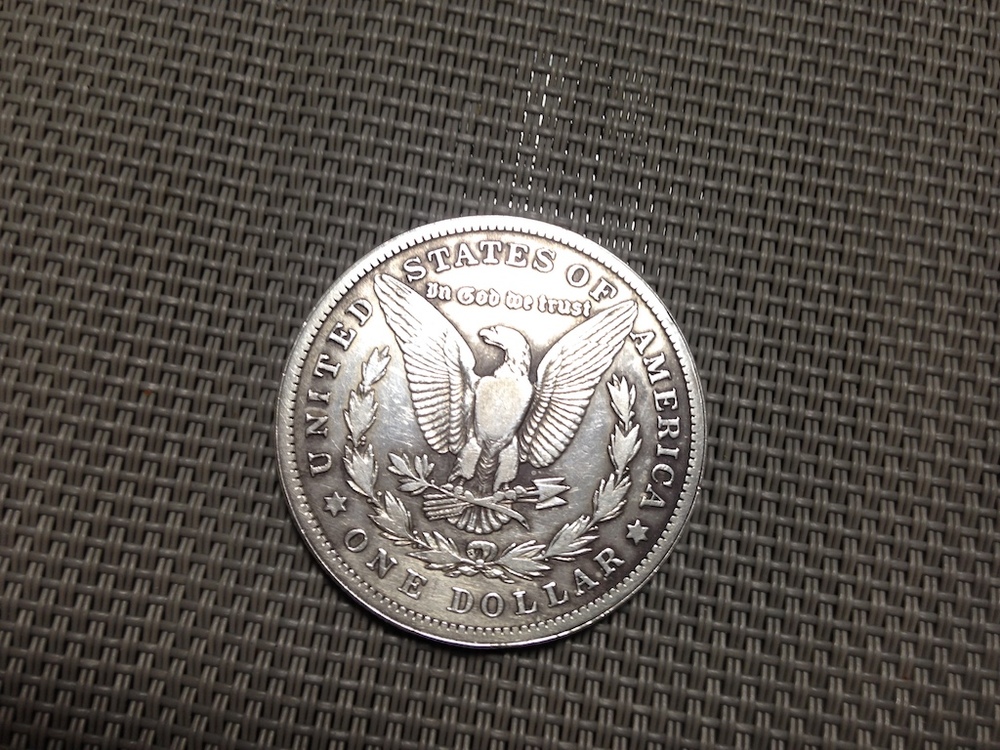 UNITED STATES OF AMERICA
In God we trust
ONE DOLLAR